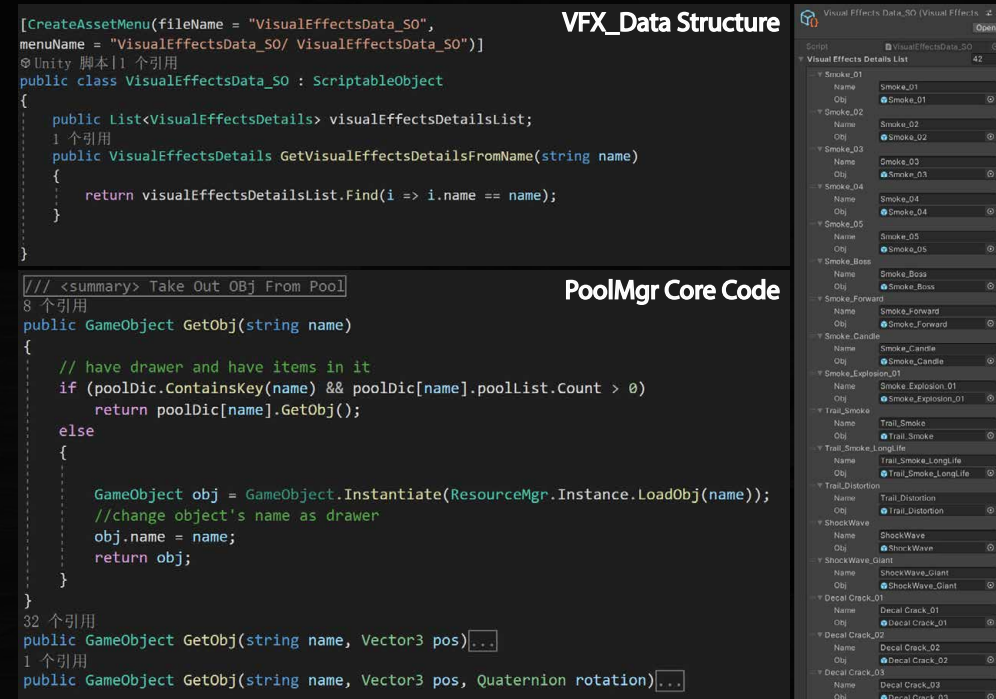 [CreateAssetMenu(fileName = "VisualEffectsData_SO",
menuName = "VisualEffectsData_SO/ VisualEffectsData_SO")]
Unity 脚本|1 个引用
public class VisualEffectsData_SO : ScriptableObject
{
public List<VisualEffectsDetails> visualEffectsDetailsList;
1 个引用
public VisualEffectsDetails GetVisualEffectsDetailsFromName(string name)
{
return visualEffectsDetailsList.Find(i => i.name == name);
}
}
VFX_Data Structure
/// <summary> Take Out OBj From Pool
8 个引用
public GameObject GetObj(string name)
{
// have drawer and have items in it
if (poolDic.ContainsKey(name) && poolDic[name].poolList.Count > 0)
return poolDic[name].GetObj();
else
{
GameObject obj = GameObject.Instantiate(ResourceMgr.Instance.LoadObj(name));
//change object's name as drawer
obj.name = name;
return obj;
}
}
32 个引用
public GameObject GetObj(string name, Vector3 pos)...
1 个引用
public GameObject GetObj(string name, Vector3 pos, Quaternion rotation)...
PoolMgr Core Code
Visual Effects Data_SO (Visual Effects
Open
Script VisualEffectsData_SO
Visual Effects Details List 42
Smoke_01
Name Smoke_01
Obj Smoke_01
Smoke_02
Name Smoke_02
Obj Smoke_02
Smoke_03
Name Smoke_03
Obj Smoke_03
Smoke_04
Name Smoke_04
Obj Smoke_04
Smoke_05
Name Smoke_05
Obj Smoke_05
Smoke_Boss
Name Smoke_Boss
Obj Smoke_Boss
Smoke_Forward
Name Smoke_Forward
Obj Smoke_Forward
Smoke_Candle
Name Smoke_Candle
Obj Smoke_Candle
Smoke_Explosion_01
Name Smoke_Explosion_01
Obj Smoke_Explosion_01
Trail_Smoke
Name Trail_Smoke
Obj Trail_Smoke
Trail_Smoke_LongLife
Name Trail_Smoke_LongLife
Obj Trail_Smoke_LongLife
Trail_Distortion
Name Trail_Distortion
Obj Trail_Distortion
ShockWave
Name ShockWave
Obj ShockWave
ShockWave_Giant
Name ShockWave_Giant
Obj ShockWave_Giant
Decal Crack_01
Name Decal Crack_01
Obj Decal Crack_01
Decal Crack_02
Name Decal Crack_02
Obj Decal Crack_02
Decal Crack_03
Name Decal Crack_03
Obj Decal Crack_03